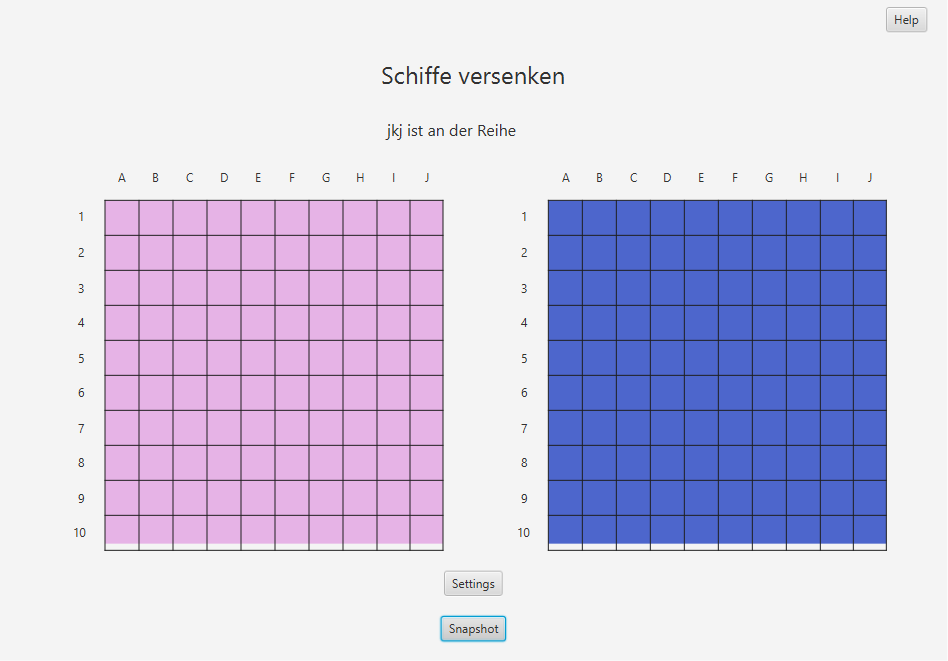 Help
Schiffe versenken
jkj ist an der Reihe
A B C D E F G H I J A B C D E F G H I J
1 1
2 2
3 3
4 4
5 5
6 6
7 7
8 8
9 9
10 10
Settings
Snapshot